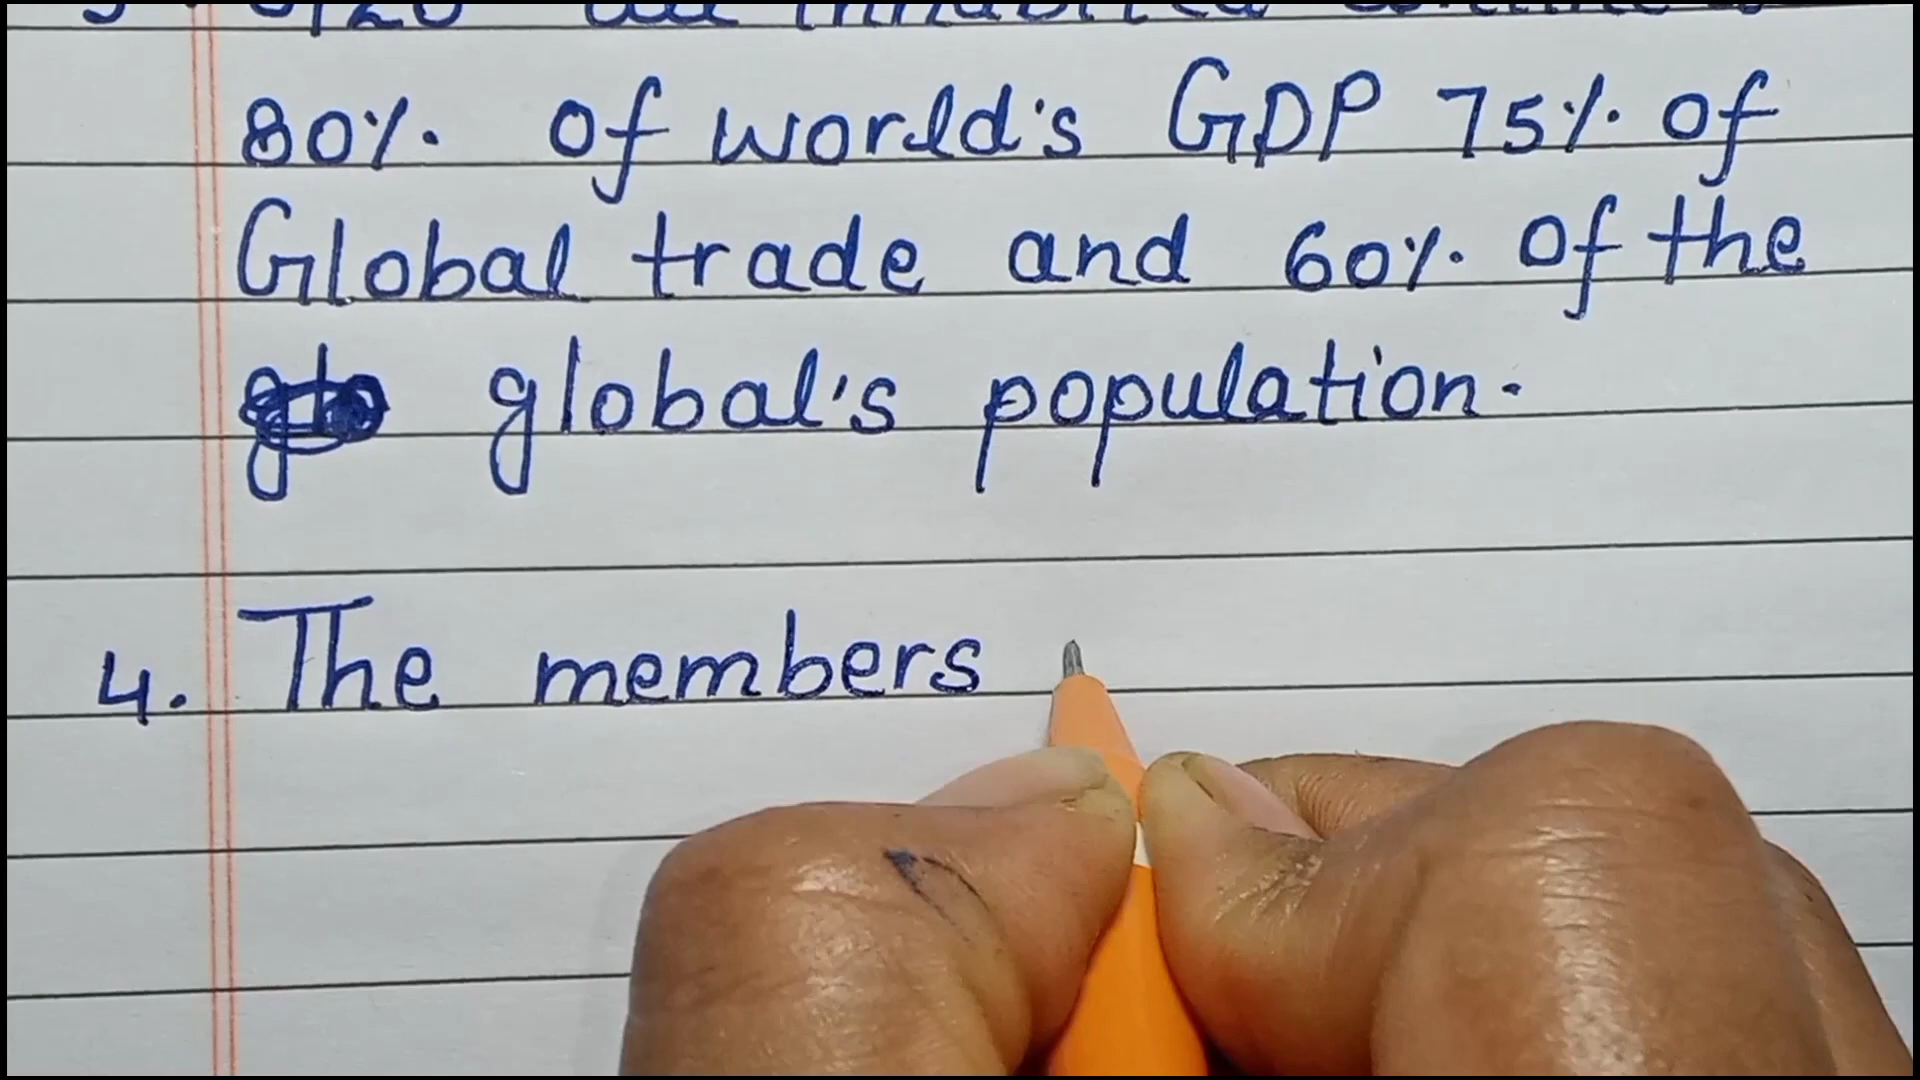 80% of world's GDP 75% of
Global trade and 60% of the
global's population.
4. The members